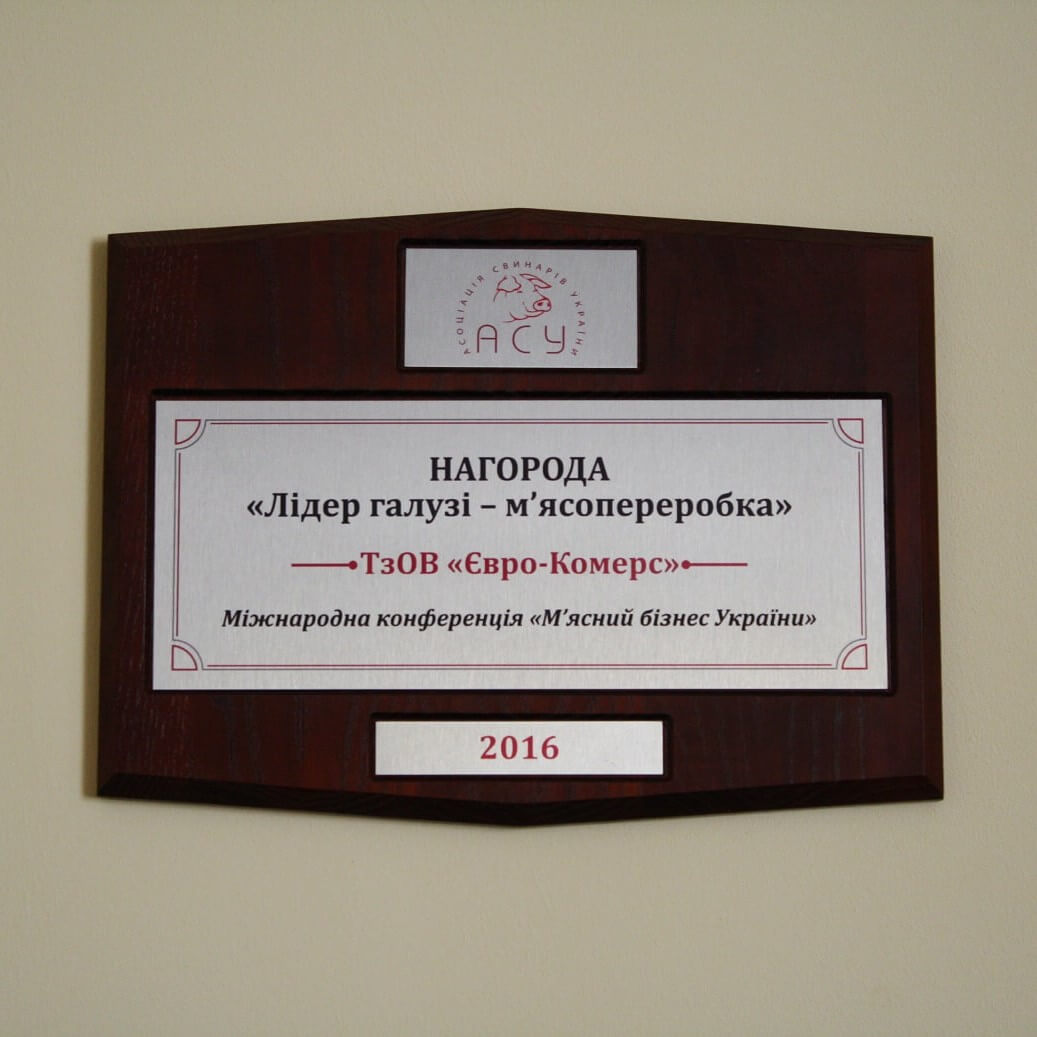 АСОЦІАЦІЯ СВИНАРІВ УКРАЇНИ
АСУ
НАГОРОДА
«Лідер галузі – м’ясопереробка»
ТзОВ «Євро-Комерс»
Міжнародна конференція «М’ясний бізнес України»
2016